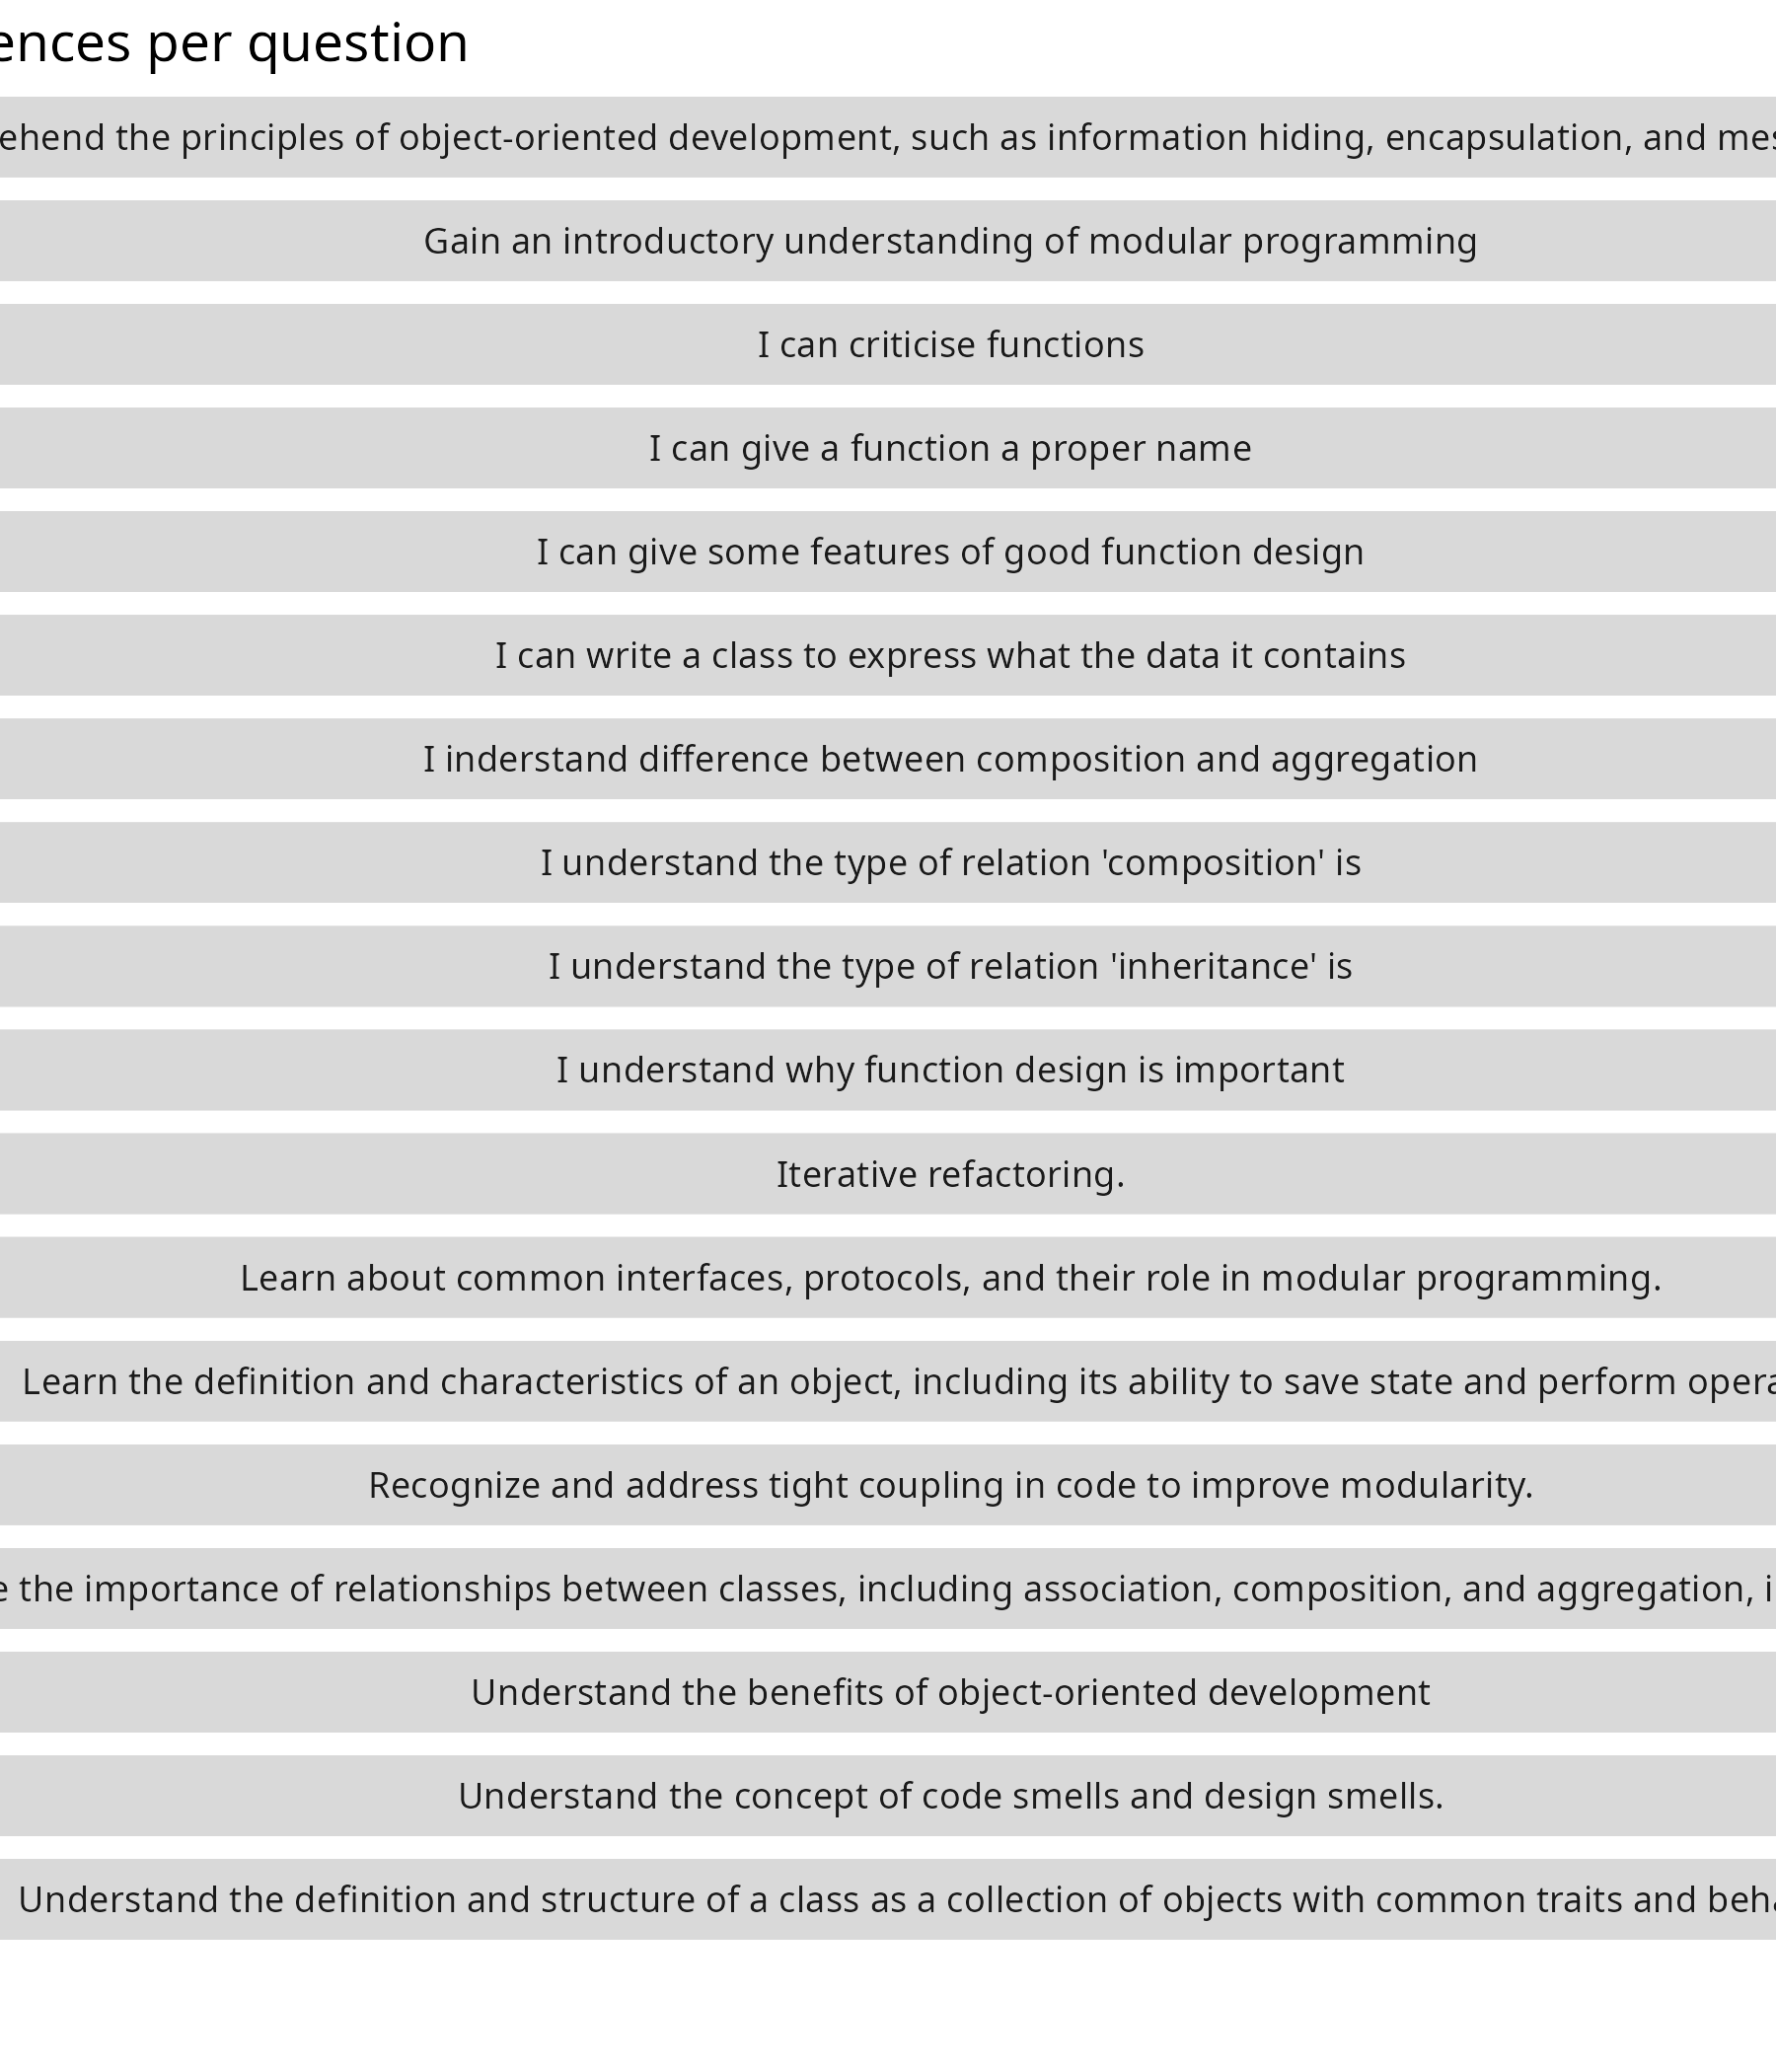 ences per question
ehend the principles of object-oriented development, such as information hiding, encapsulation, and mes
Gain an introductory understanding of modular programming
I can criticise functions
I can give a function a proper name
I can give some features of good function design
I can write a class to express what the data it contains
I inderstand difference between composition and aggregation
I understand the type of relation 'composition' is
I understand the type of relation 'inheritance' is
I understand why function design is important
Iterative refactoring.
Learn about common interfaces, protocols, and their role in modular programming.
Learn the definition and characteristics of an object, including its ability to save state and perform opera
Recognize and address tight coupling in code to improve modularity.
e the importance of relationships between classes, including association, composition, and aggregation, i
Understand the benefits of object-oriented development
Understand the concept of code smells and design smells.
Understand the definition and structure of a class as a collection of objects with common traits and beha